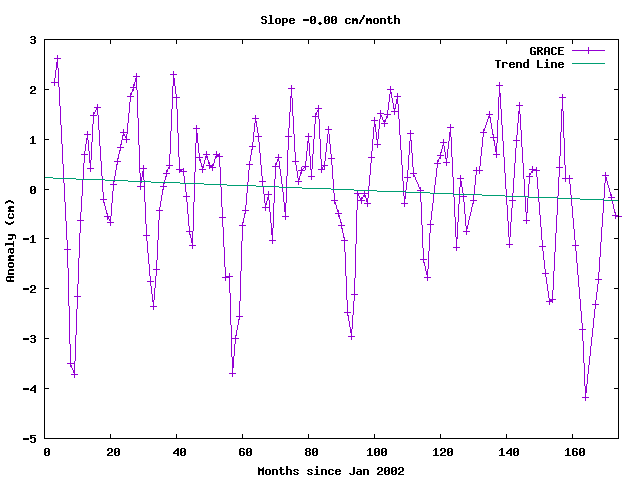 Slope -0.00 cm/month
GRACE
Trend Line
3
2
1
0
-1
-2
-3
-4
-5
Anomaly (cm)
0 20 40 60 80 100 120 140 160
Months since Jan 2002